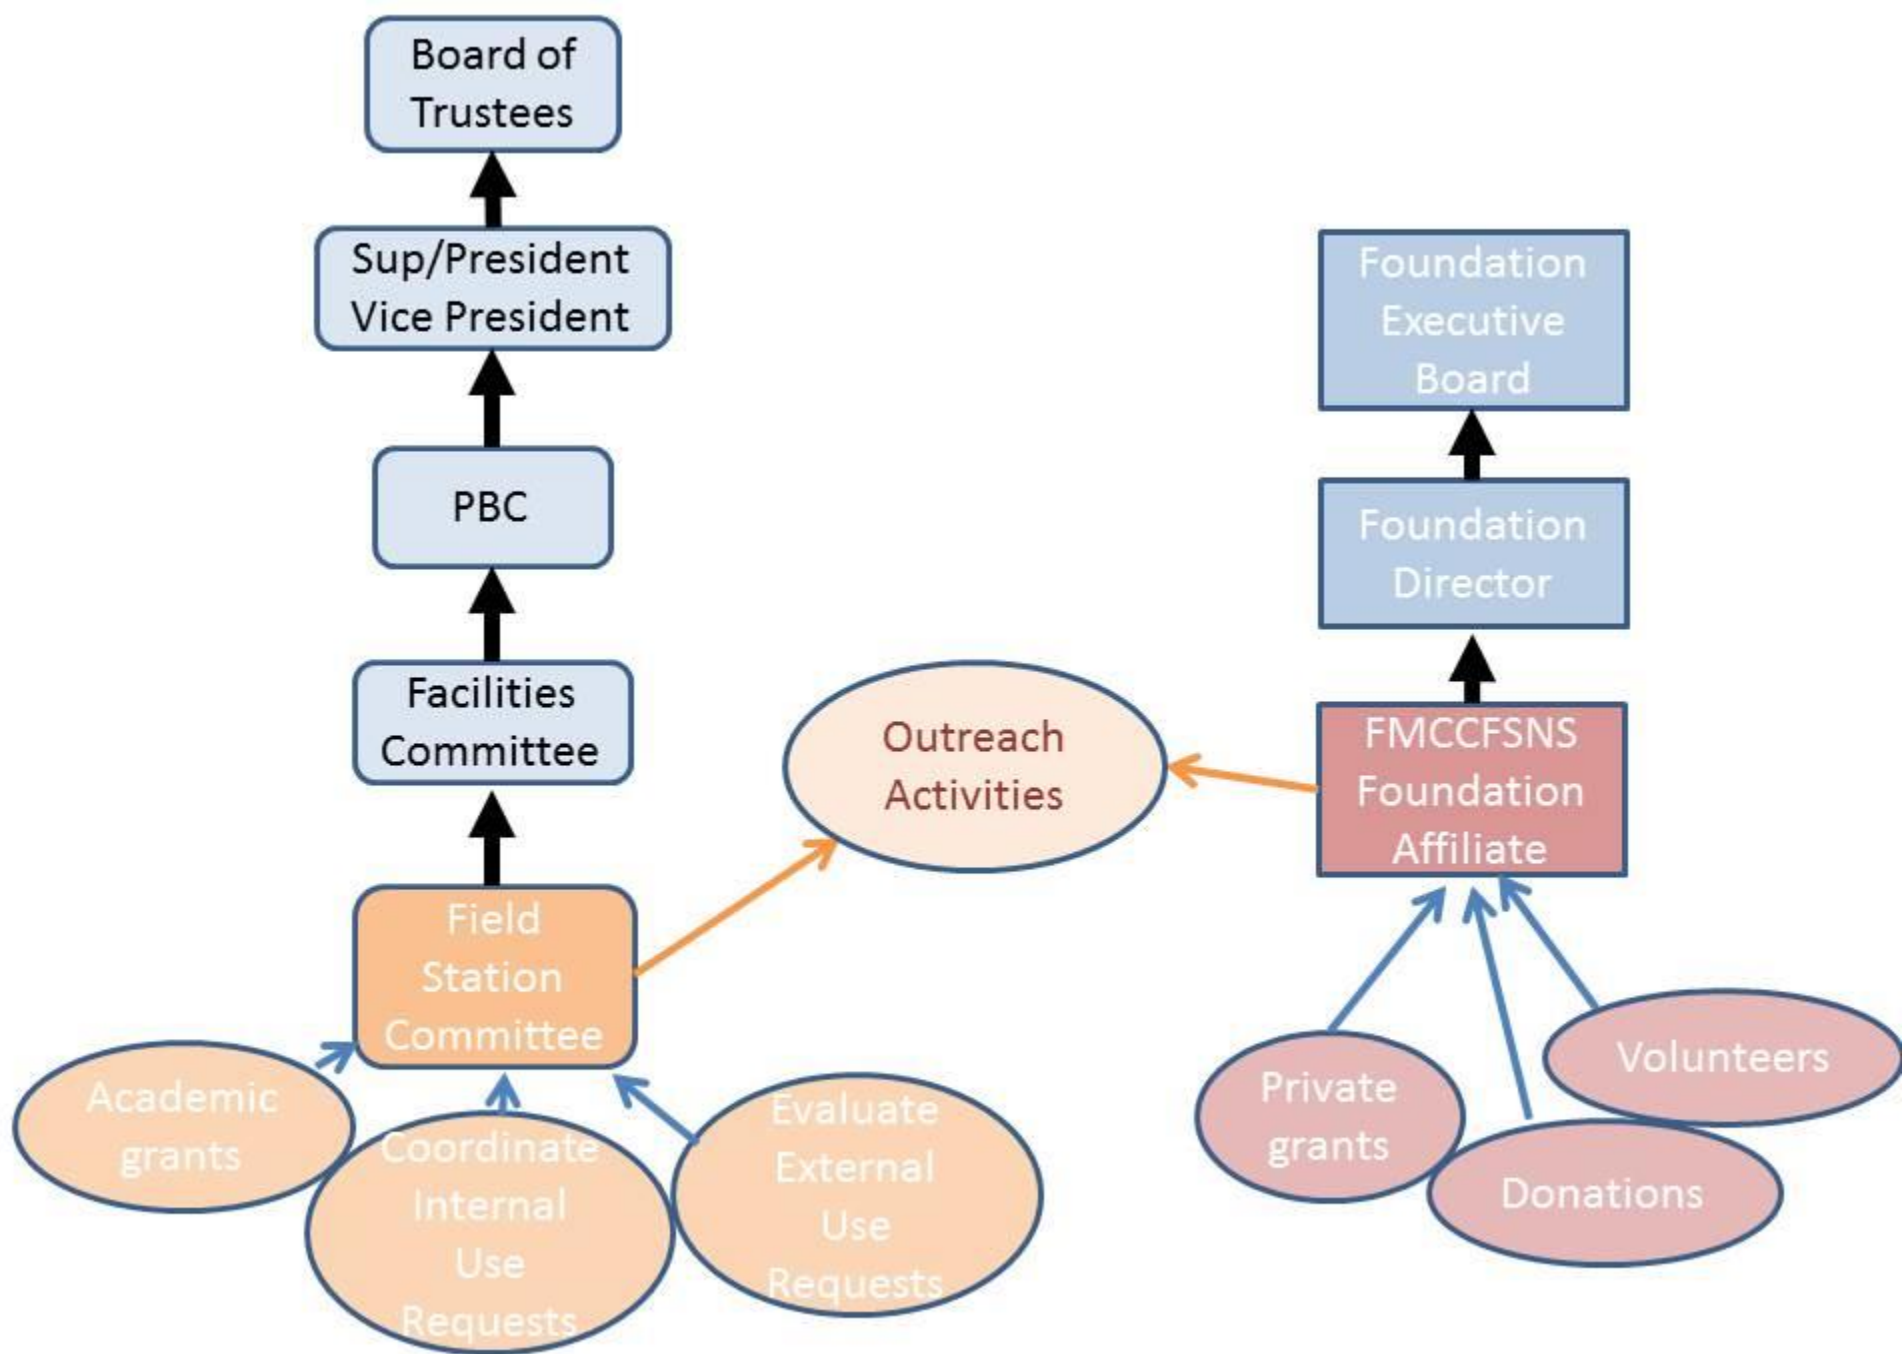 Board of
Trustees
Sup/President
Vice President
PBC
Facilities
Committee
Field
Station
Committee
Academic
grants
Coordinate
Internal
Use
Requests
Evaluate
External
Use
Requests
Outreach
Activities
Foundation
Executive
Board
Foundation
Director
FMCCFSNS
Foundation
Affiliate
Private
grants
Donations
Volunteers